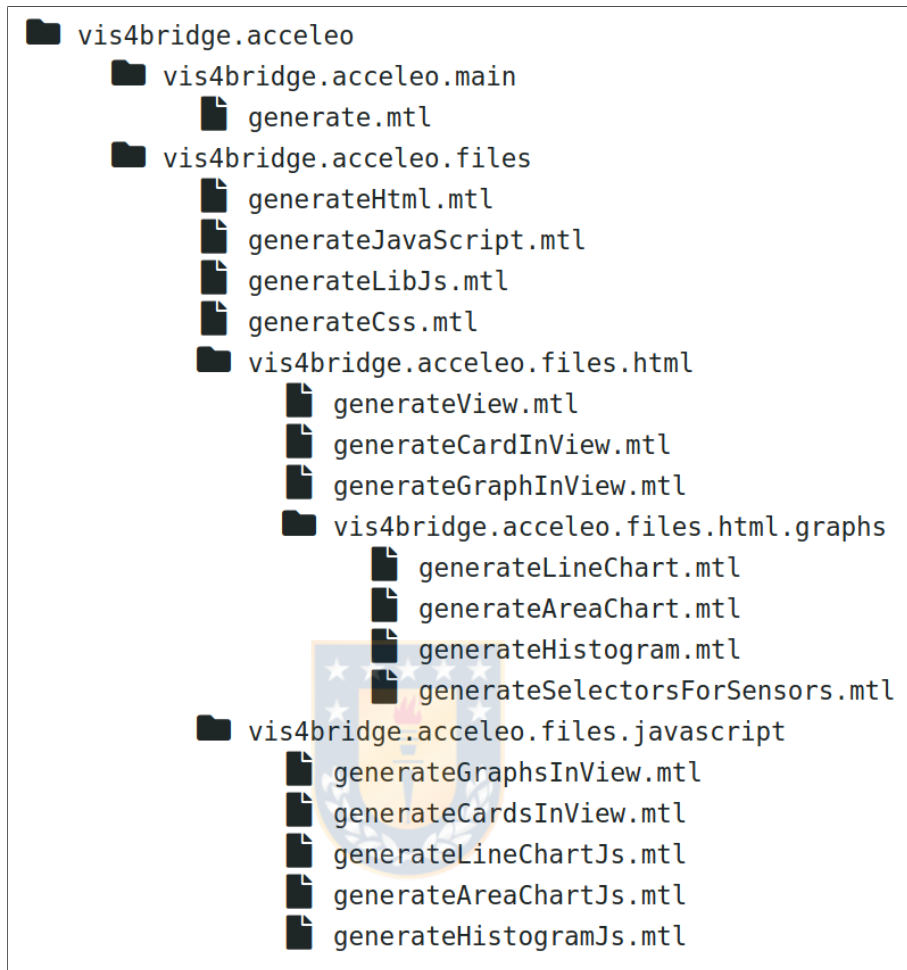 vis4bridge.acceleo
vis4bridge.acceleo.main
generate.mtl
vis4bridge.acceleo.files
generateHtml.mtl
generateJavaScript.mtl
generateLibJs.mtl
generateCss.mtl
vis4bridge.acceleo.files.html
generateView.mtl
generateCardInView.mtl
generateGraphInView.mtl
vis4bridge.acceleo.files.html.graphs
generateLineChart.mtl
generateAreaChart.mtl
generateHistogram.mtl
generateSelectorsForSensors.mtl
vis4bridge.acceleo.files.javascript
generateGraphsInView.mtl
generateCardsInView.mtl
generateLineChartJs.mtl
generateAreaChartJs.mtl
generateHistogramJs.mtl